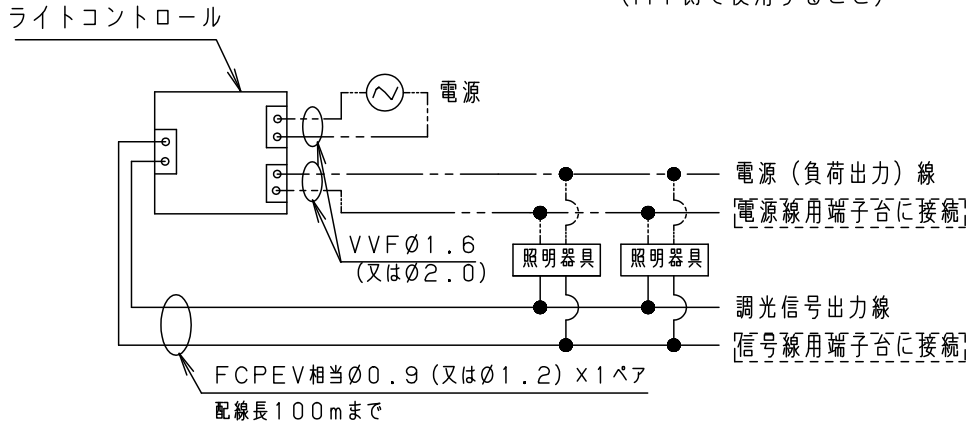 ライトコントロール
電源
電源（負荷出力）線
電源線用端子台に接続
VVFØ1.6
（又はØ2.0）
照明器具
照明器具
調光信号出力線
信号線用端子台に接続
FCPEV相当Ø0.9（又はØ1.2）×1ペア
配線長100mまで